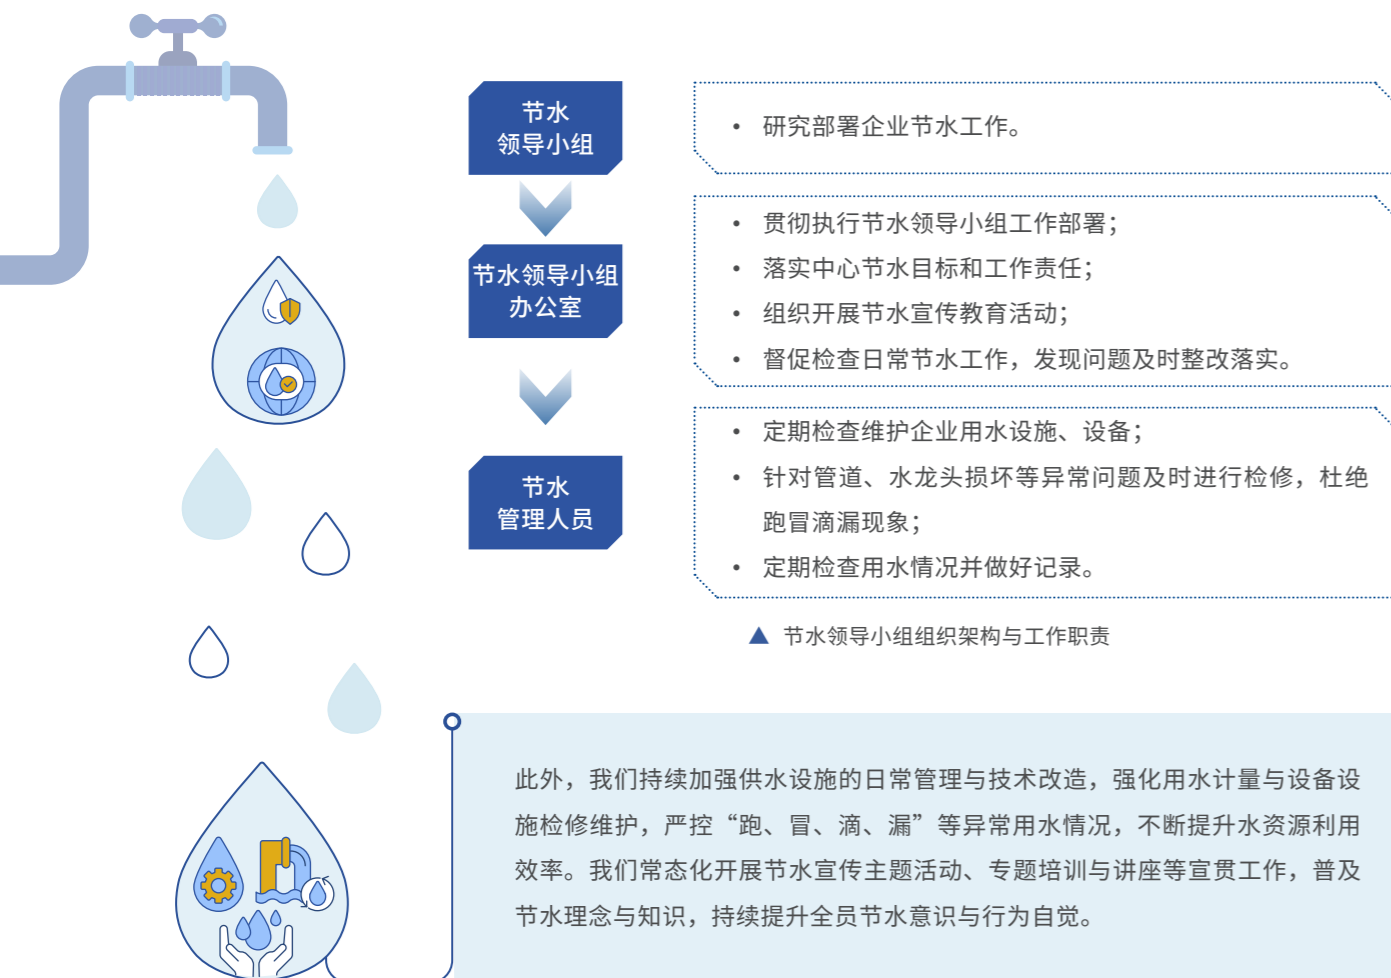 节水
领导小组
• 研究部署企业节水工作。
节水领导小组
办公室
• 贯彻执行节水领导小组工作部署；
• 落实中心节水目标和工作责任；
• 组织开展节水宣传教育活动；
• 督促检查日常节水工作，发现问题及时整改落实。
节水
管理人员
• 定期检查维护企业用水设施、设备；
• 针对管道、水龙头损坏等异常问题及时进行检修，杜绝
跑冒滴漏现象；
• 定期检查用水情况并做好记录。
▲ 节水领导小组组织架构与工作职责
此外，我们持续加强供水设施的日常管理与技术改造，强化用水计量与设备设
施检修维护，严控“跑、冒、滴、漏”等异常用水情况，不断提升水资源利用
效率。我们常态化开展节水宣传主题活动、专题培训与讲座等宣贯工作，普及
节水理念与知识，持续提升全员节水意识与行为自觉。